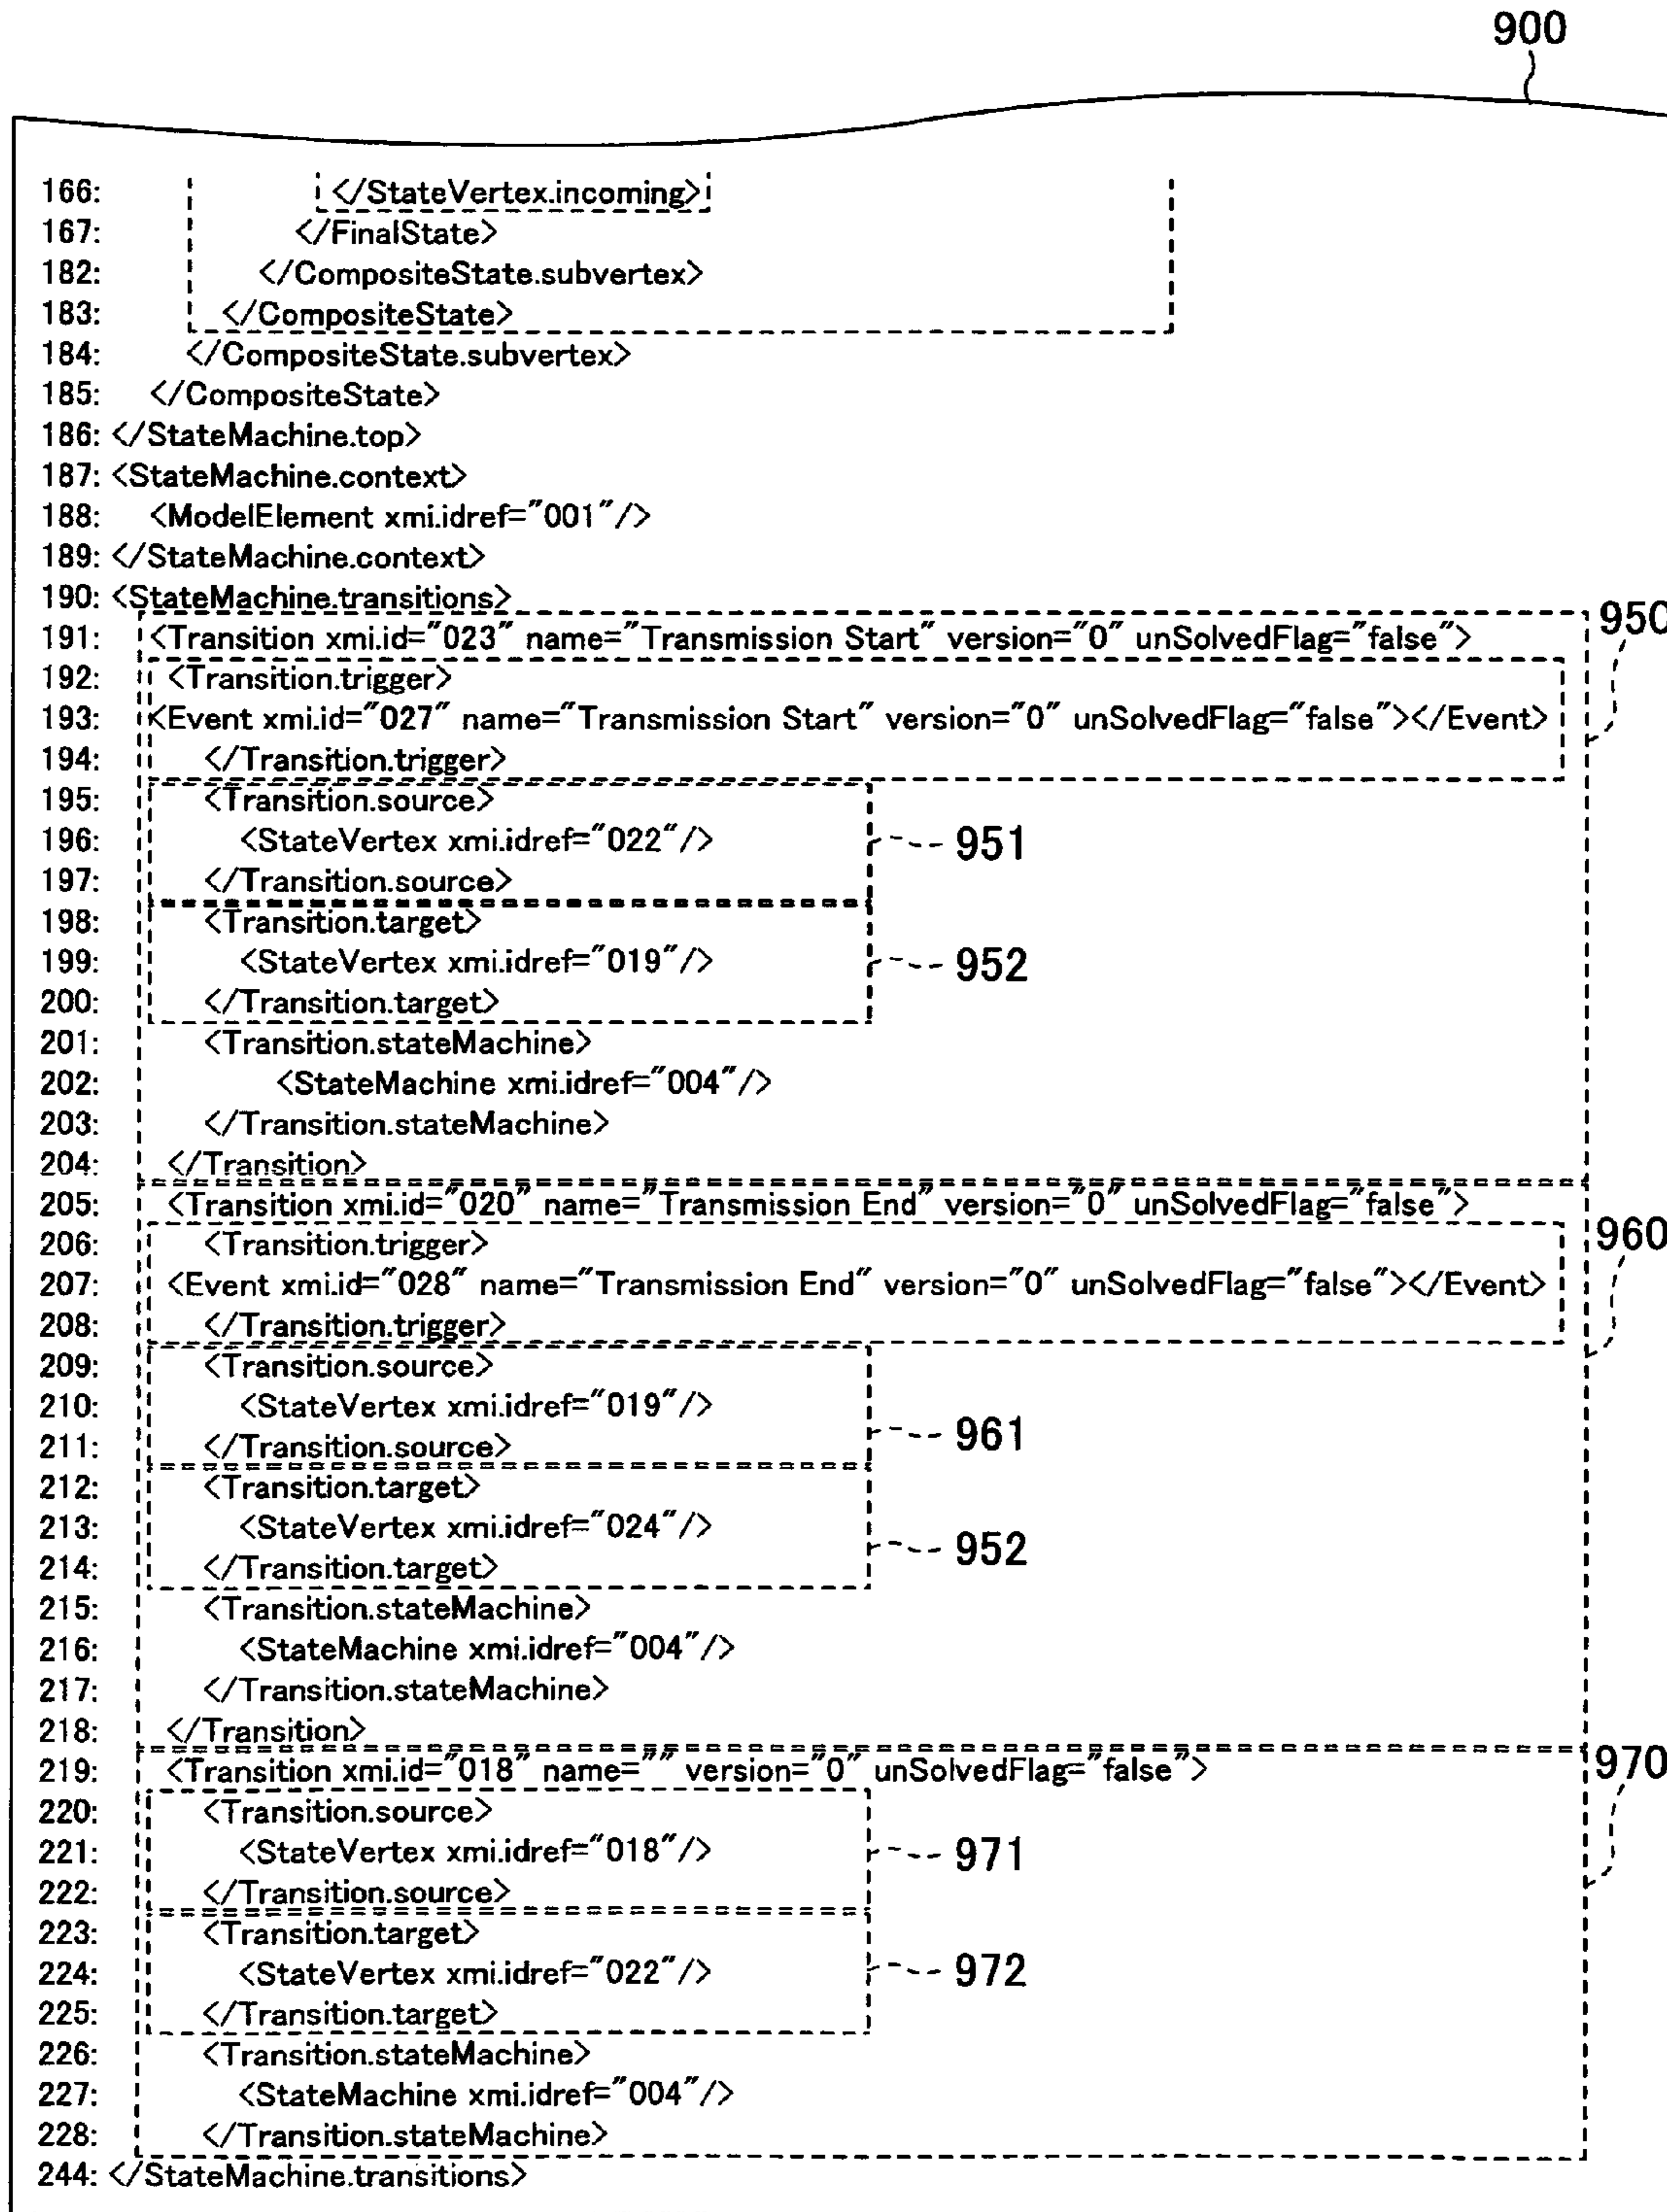 900
166: </StateVertex.incoming>
167: </FinalState>
182: </CompositeState.subvertex>
183: </CompositeState>
184: </CompositeState.subvertex>
185: </CompositeState>
186: </StateMachine.top>
187: <StateMachine.context>
188: <ModelElement xmi.idref="001"/>
189: </StateMachine.context>
190: <StateMachine.transitions>
191: <Transition xmi.id="023" name="Transmission Start" version="0" unSolvedFlag="false"> 950
192: <Transition.trigger>
193: <Event xmi.id="027" name="Transmission Start" version="0" unSolvedFlag="false"></Event>
194: </Transition.trigger>
195: <Transition.source>
196: <StateVertex xmi.idref="022"/> 951
197: </Transition.source>
198: <Transition.target>
199: <StateVertex xmi.idref="019"/> 952
200: </Transition.target>
201: <Transition.stateMachine>
202: <StateMachine xmi.idref="004"/>
203: </Transition.stateMachine>
204: </Transition>
205: <Transition xmi.id="020" name="Transmission End" version="0" unSolvedFlag="false">
206: <Transition.trigger> 960
207: <Event xmi.id="028" name="Transmission End" version="0" unSolvedFlag="false"></Event>
208: </Transition.trigger>
209: <Transition.source>
210: <StateVertex xmi.idref="019"/> 961
211: </Transition.source>
212: <Transition.target>
213: <StateVertex xmi.idref="024"/> 952
214: </Transition.target>
215: <Transition.stateMachine>
216: <StateMachine xmi.idref="004"/>
217: </Transition.stateMachine>
218: </Transition>
219: <Transition xmi.id="018" name="" version="0" unSolvedFlag="false"> 970
220: <Transition.source>
221: <StateVertex xmi.idref="018"/> 971
222: </Transition.source>
223: <Transition.target>
224: <StateVertex xmi.idref="022"/> 972
225: </Transition.target>
226: <Transition.stateMachine>
227: <StateMachine xmi.idref="004"/>
228: </Transition.stateMachine>
244: </StateMachine.transitions>